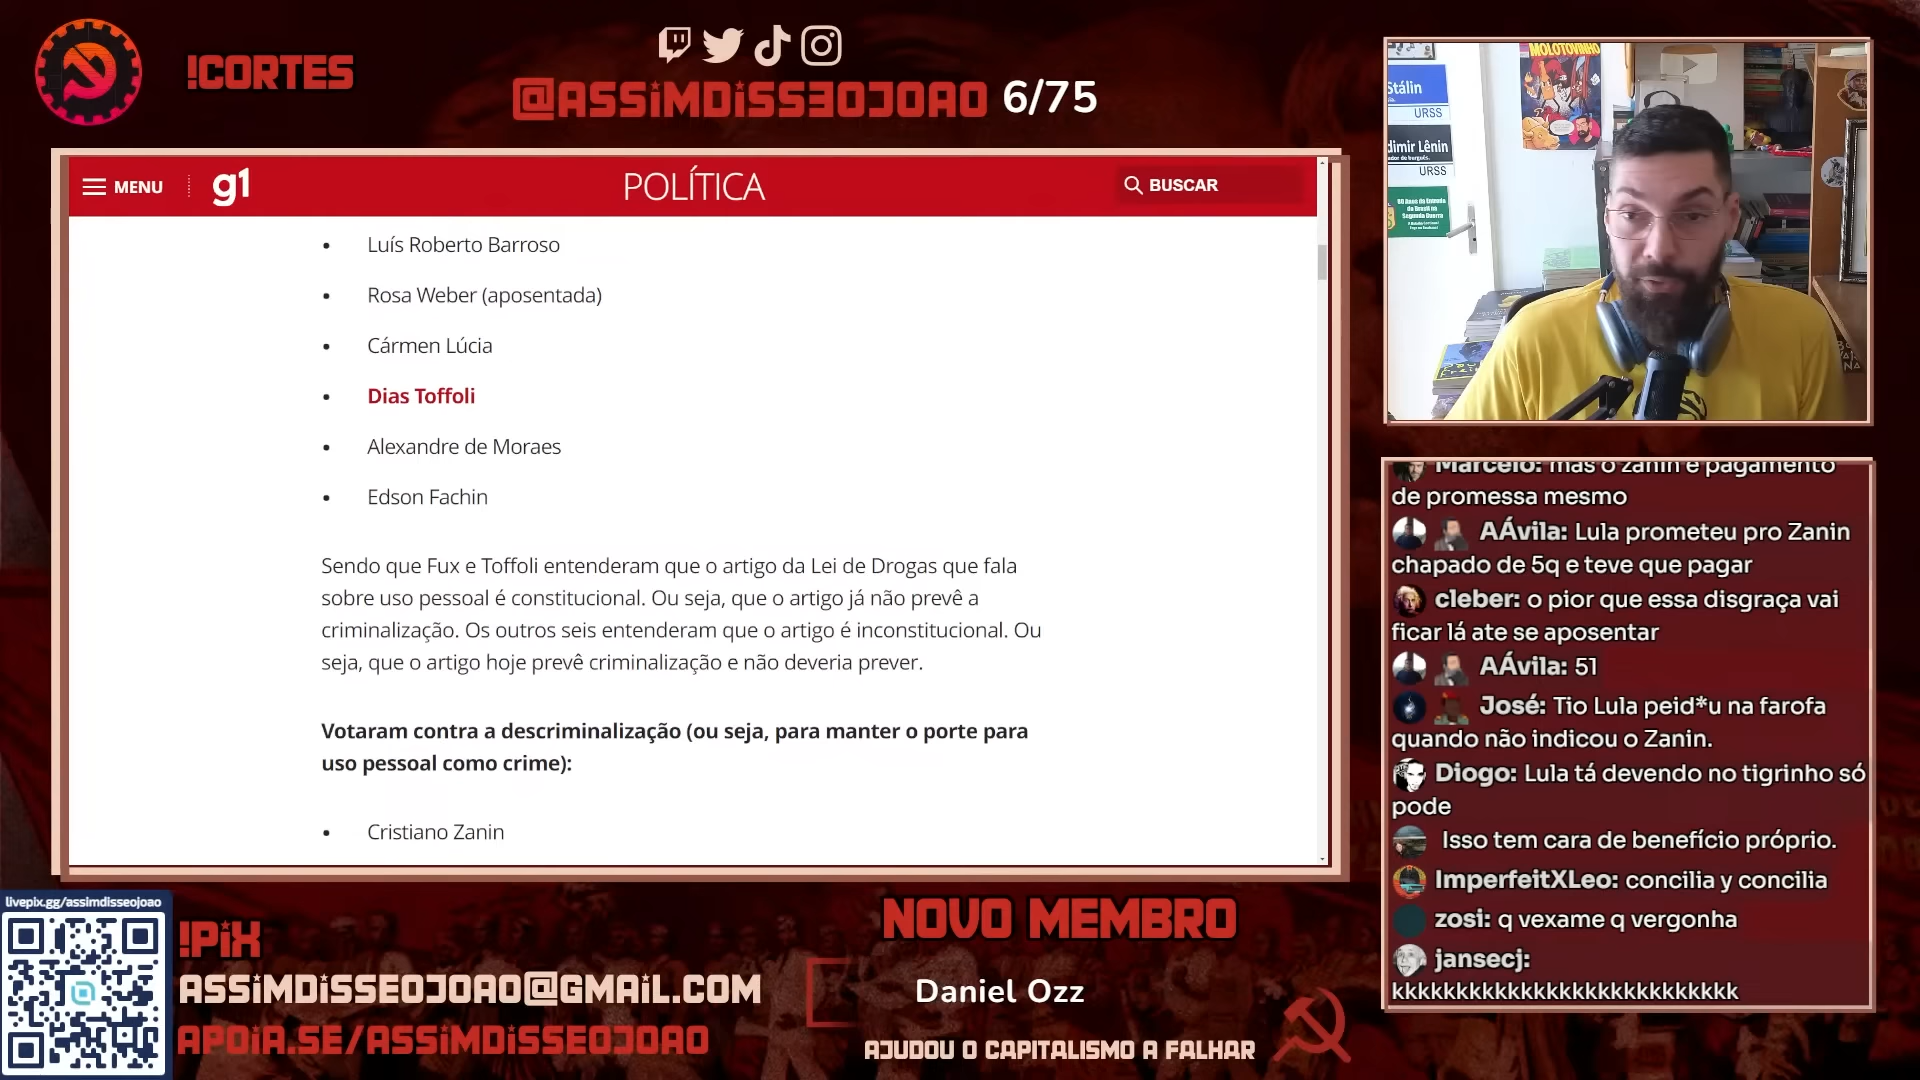 !CORTES
@ASSIMDISSEOJOAO 6/75
MENU
g1
POLÍTICA
BUSCAR
• Luís Roberto Barroso
• Rosa Weber (aposentada)
• Cármen Lúcia
• Dias Toffoli
• Alexandre de Moraes
• Edson Fachin
Sendo que Fux e Toffoli entenderam que o artigo da Lei de Drogas que fala
sobre uso pessoal é constitucional. Ou seja, que o artigo já não prevê a
criminalização. Os outros seis entenderam que o artigo é inconstitucional. Ou
seja, que o artigo hoje prevê criminalização e não deveria prever.
Votaram contra a descriminalização (ou seja, para manter o porte para
uso pessoal como crime):
• Cristiano Zanin
MOLOTOVINHO
Stálin
URSS
dimir Lênin
URSS
Marcelo: mas o zanin é pagamento
de promessa mesmo
AÁvila: Lula prometeu pro Zanin
chapado de 5q e teve que pagar
cleber: o pior que essa disgraça vai
ficar lá ate se aposentar
AÁvila: 51
José: Tio Lula peid*u na farofa
quando não indicou o Zanin.
Diogo: Lula tá devendo no tigrinho só
pode
Isso tem cara de benefício próprio.
ImperfeitXLeo: concilia y concilia
zosi: q vexame q vergonha
jansecj:
kkkkkkkkkkkkkkkkkkkkkkkkkkk
livepix.gg/assimdisseojoao
!PIX
ASSIMDISSEOJOAO@GMAIL.COM
APOIA.SE/ASSIMDISSEOJOAO
NOVO MEMBRO
Daniel Ozz
AJUDOU O CAPITALISMO A FALHAR